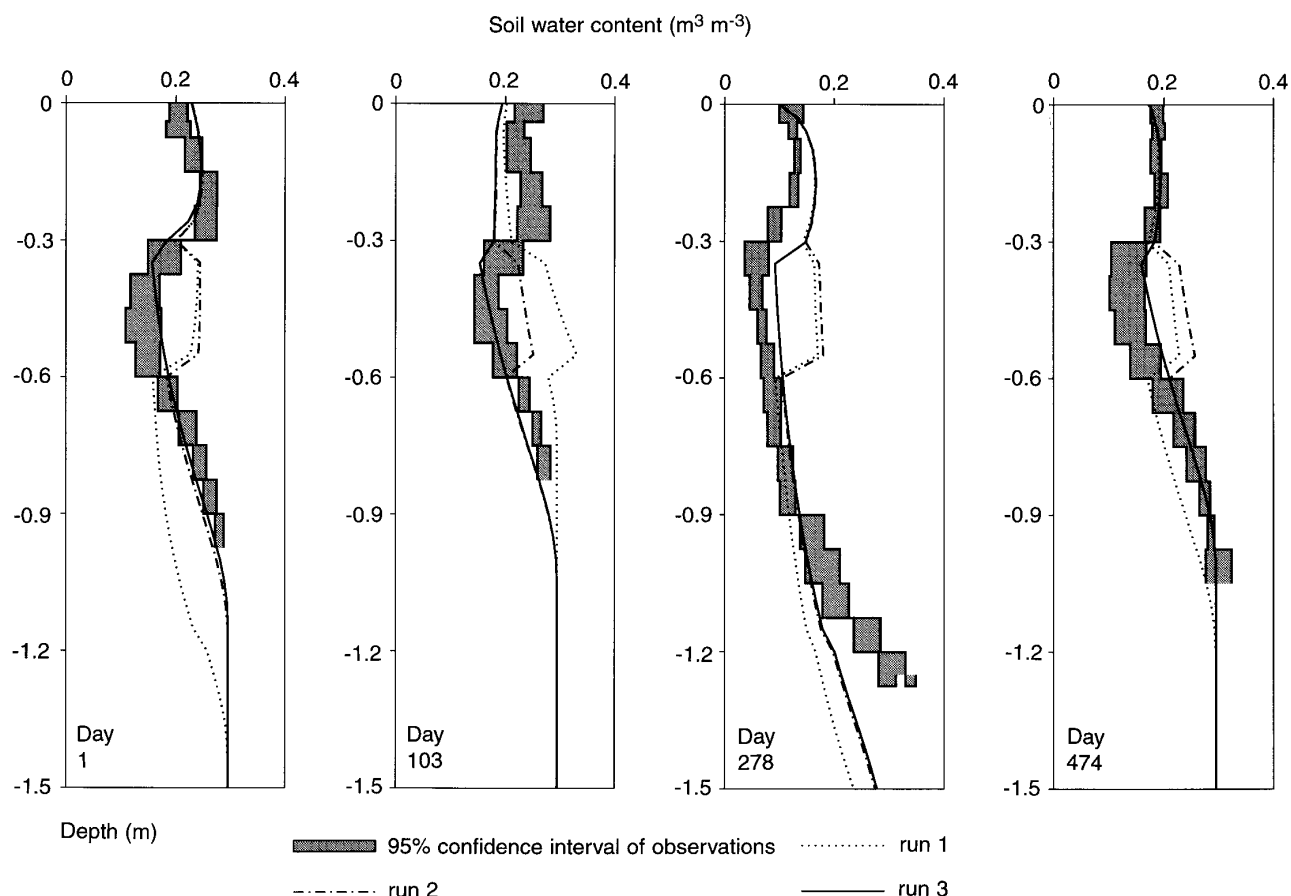 Soil water content (m³ m⁻³)
0 0.2 0.4 0 0.2 0.4 0 0.2 0.4 0 0.2 0.4
0 0 0 0
-0.3 -0.3 -0.3 -0.3
-0.6 -0.6 -0.6 -0.6
-0.9 -0.9 -0.9 -0.9
-1.2 -1.2 -1.2 -1.2
Day Day Day Day
1 103 278 474
-1.5 -1.5 -1.5 -1.5
Depth (m)
95% confidence interval of observations run 1
run 2 run 3